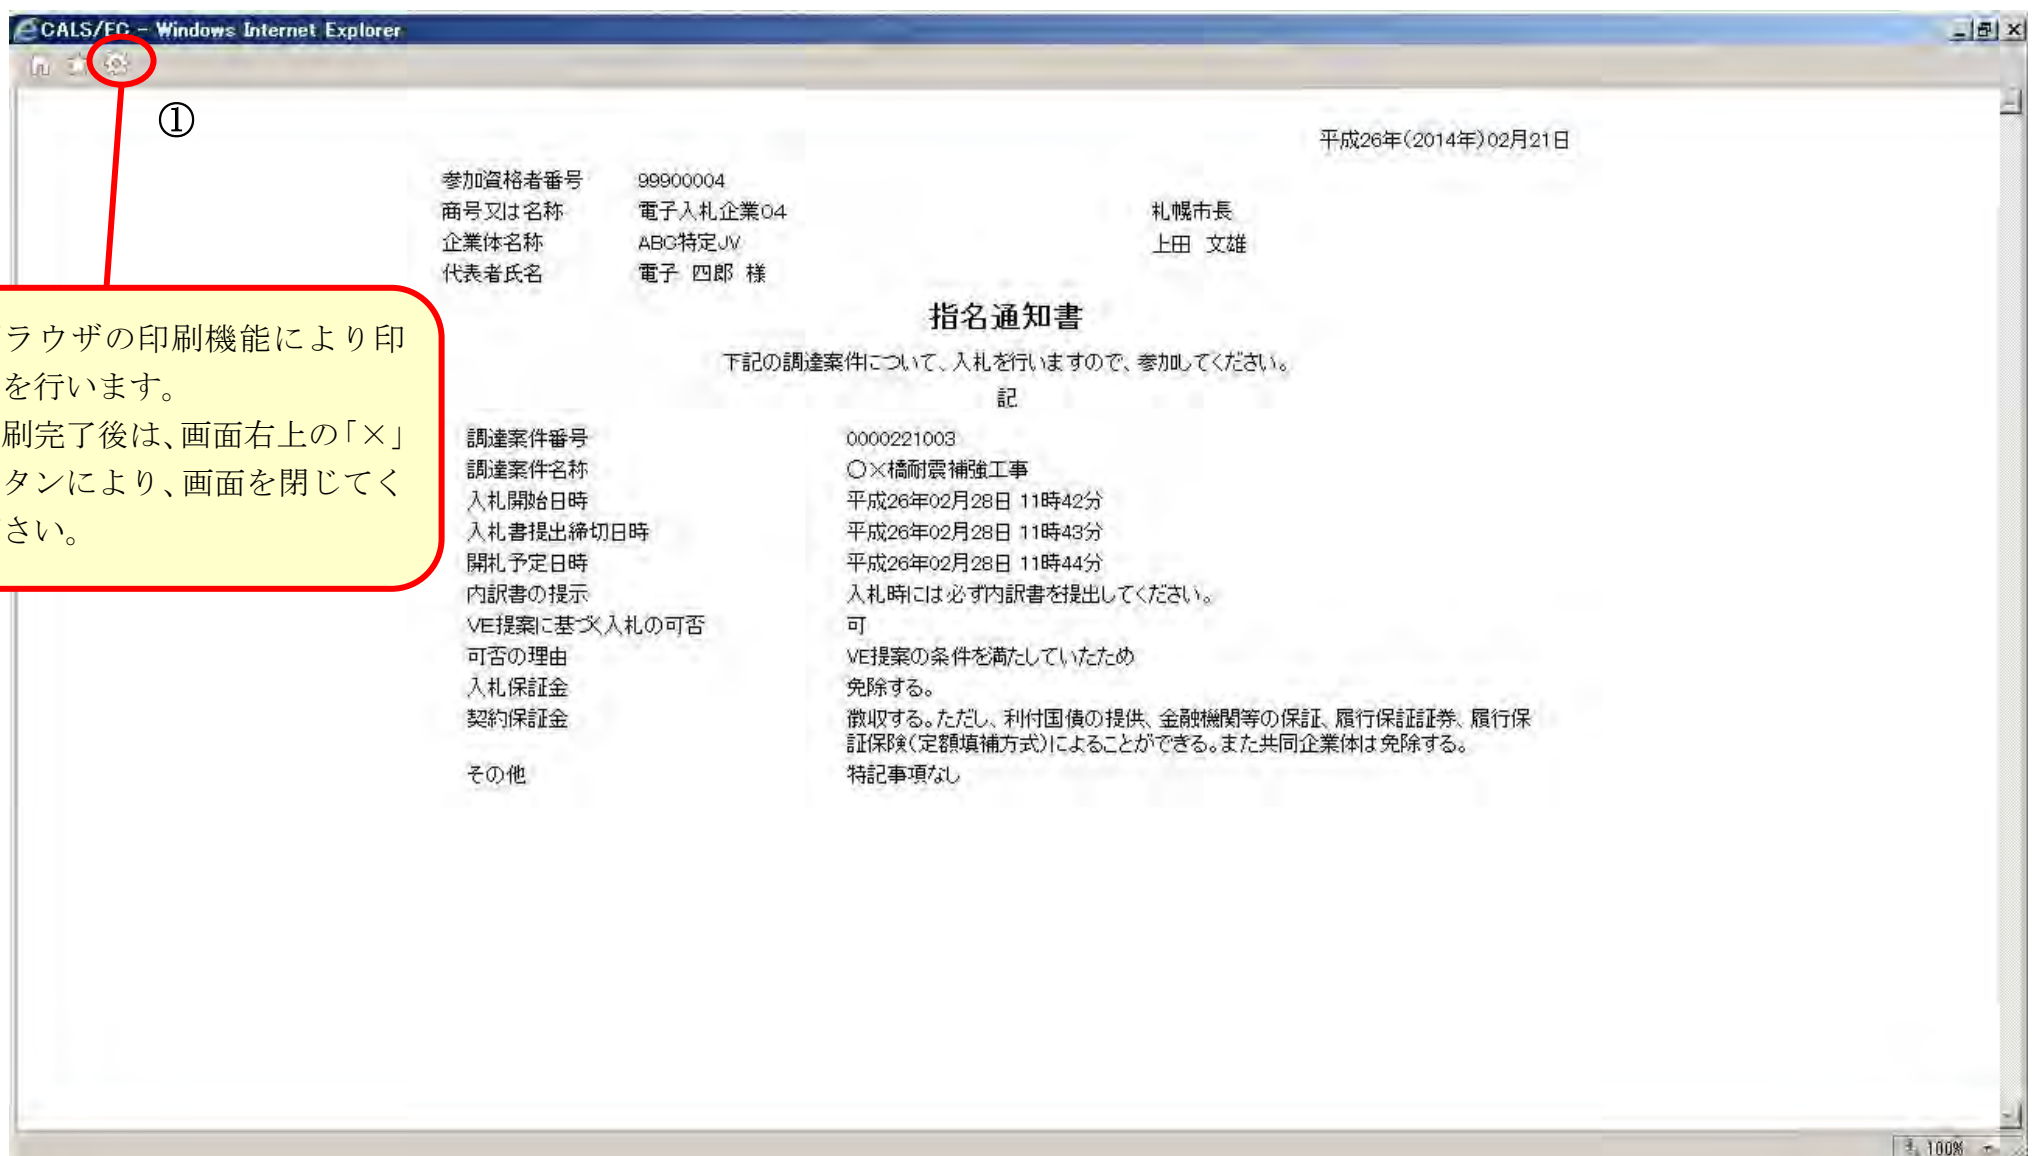 CALS/EC - Windows Internet Explorer
①
平成26年(2014年)02月21日
参加資格者番号 99900004
商号又は名称 電子入札企業04 札幌市長
企業体名称 ABC特定JV 上田 文雄
代表者氏名 電子 四郎 様
指名通知書
下記の調達案件について、入札を行いますので、参加してください。
記
ラウザの印刷機能により印
を行います。
刷完了後は、画面右上の「×」
タンにより、画面を閉じてく
さい。
調達案件番号 0000221003
調達案件名称 〇×橋耐震補強工事
入札開始日時 平成26年02月28日 11時42分
入札書提出締切日時 平成26年02月28日 11時43分
開札予定日時 平成26年02月28日 11時44分
内訳書の提示 入札時には必ず内訳書を提出してください。
VE提案に基づく入札の可否 可
可否の理由 VE提案の条件を満たしていたため
入札保証金 免除する。
契約保証金 徴収する。ただし、利付国債の提供、金融機関等の保証、履行保証証券、履行保
証保険(定額填補方式)によることができる。また共同企業体は免除する。
その他 特記事項なし
100%